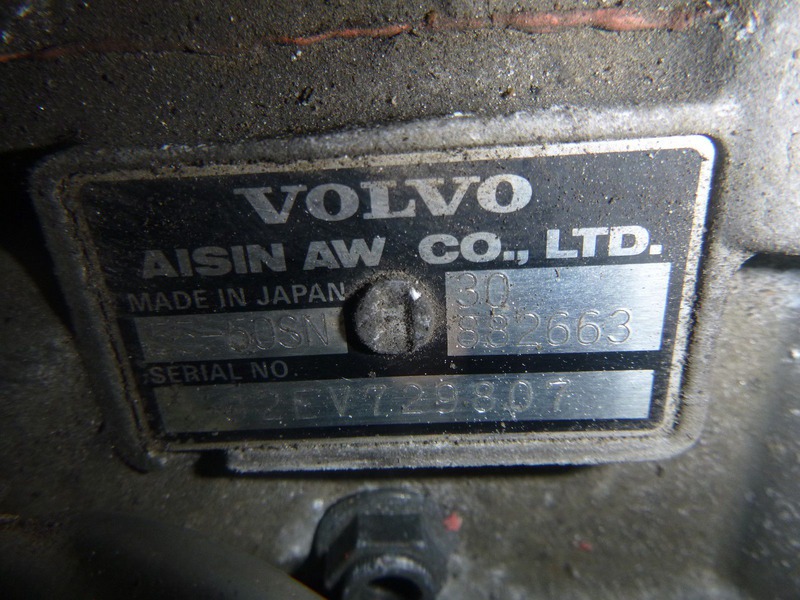 VOLVO
AISIN AW CO., LTD.
MADE IN JAPAN 30
-50SN 882663
SERIAL NO.
2EV729807